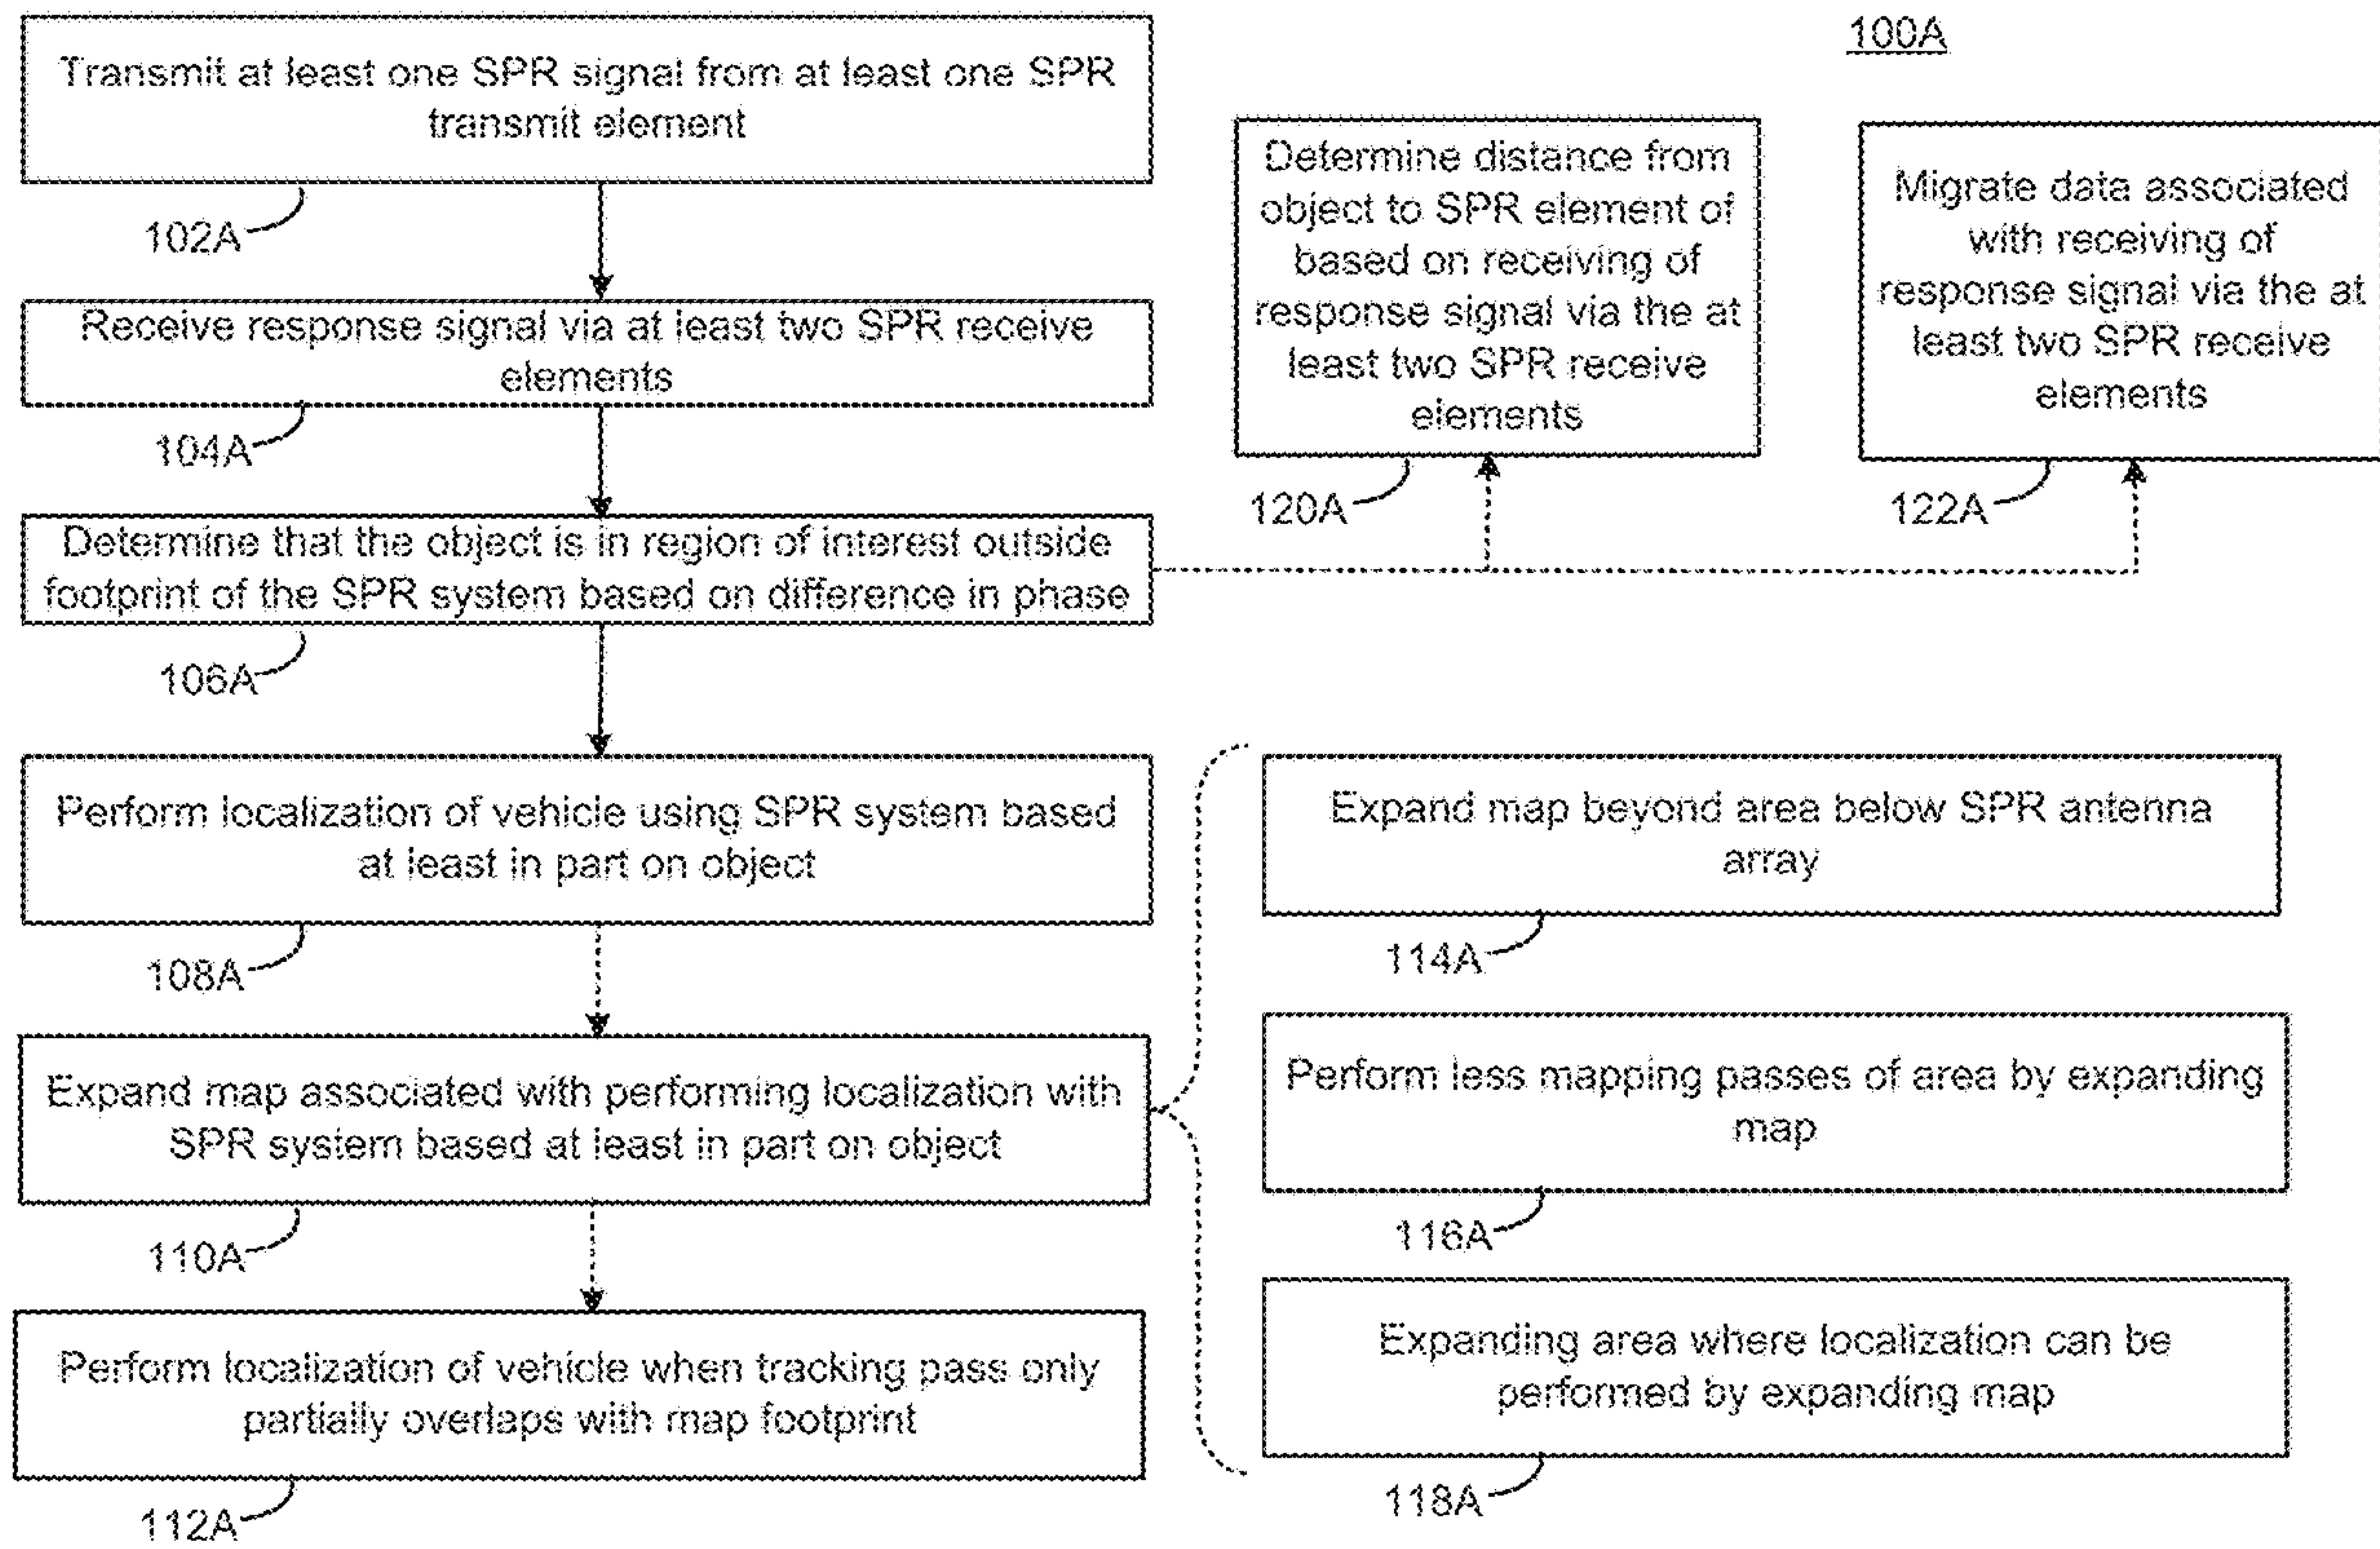 100A
Transmit at least one SPR signal from at least one SPR
transmit element
102A
Receive response signal via at least two SPR receive
elements
104A
Determine that the object is in region of interest outside
footprint of the SPR system based on difference in phase
106A
Determine distance from
object to SPR element of
based on receiving of
response signal via the at
least two SPR receive
elements
120A
Migrate data associated
with receiving of
response signal via the at
least two SPR receive
elements
122A
Perform localization of vehicle using SPR system based
at least in part on object
108A
Expand map associated with performing localization with
SPR system based at least in part on object
110A
Perform localization of vehicle when tracking pass only
partially overlaps with map footprint
112A
Expand map beyond area below SPR antenna
array
114A
Perform less mapping passes of area by expanding
map
116A
Expanding area where localization can be
performed by expanding map
118A